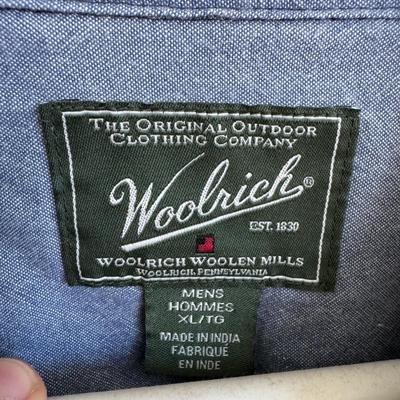 THE ORIGINAL OUTDOOR
CLOTHING COMPANY
Woolrich®
EST. 1830
WOOLRICH WOOLEN MILLS
WOOLRICH, PENNSYLVANIA
MENS
HOMMES
XL/TG
MADE IN INDIA
FABRIQUÉ
EN INDE